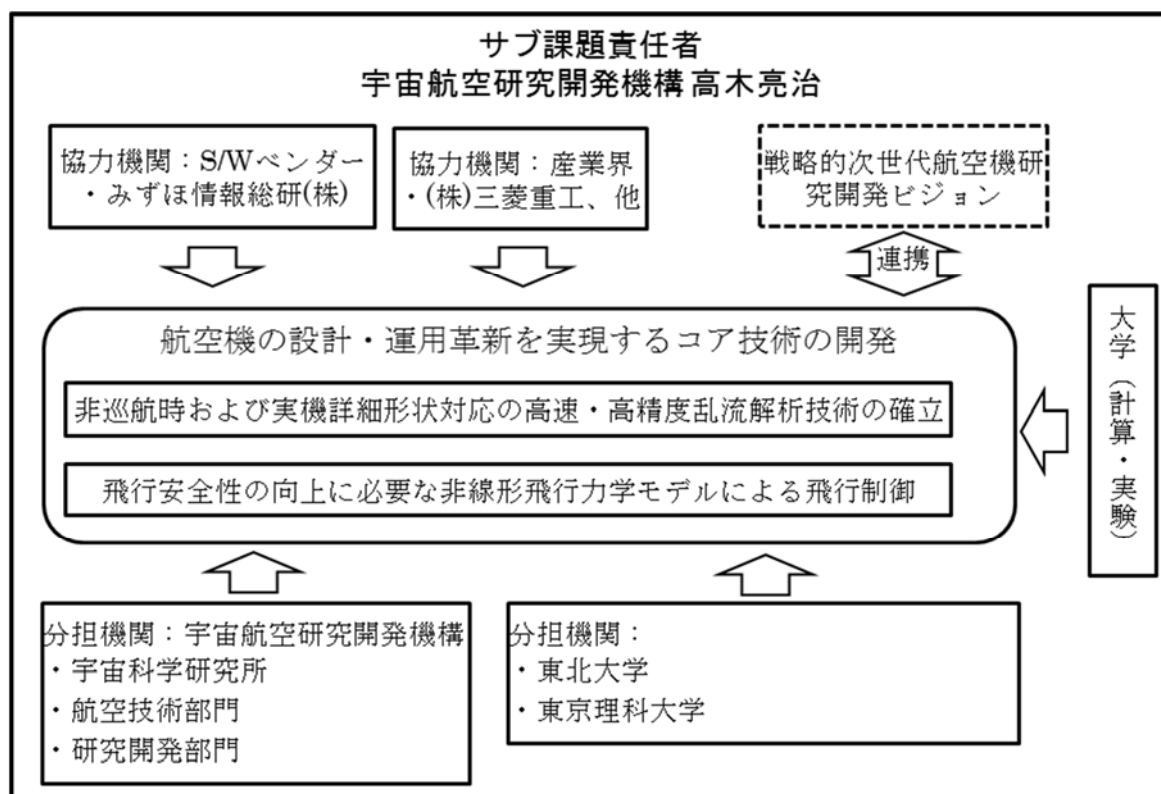 サブ課題責任者
宇宙航空研究開発機構 高木亮治
協力機関：S/Wベンダー
・みずほ情報総研(株)
協力機関：産業界
・(株)三菱重工、他
戦略的次世代航空機研
究開発ビジョン
連携
航空機の設計・運用革新を実現するコア技術の開発
非巡航時および実機詳細形状対応の高速・高精度乱流解析技術の確立
飛行安全性の向上に必要な非線形飛行力学モデルによる飛行制御
大学（計算・実験）
分担機関：宇宙航空研究開発機構
・宇宙科学研究所
・航空技術部門
・研究開発部門
分担機関：
・東北大学
・東京理科大学